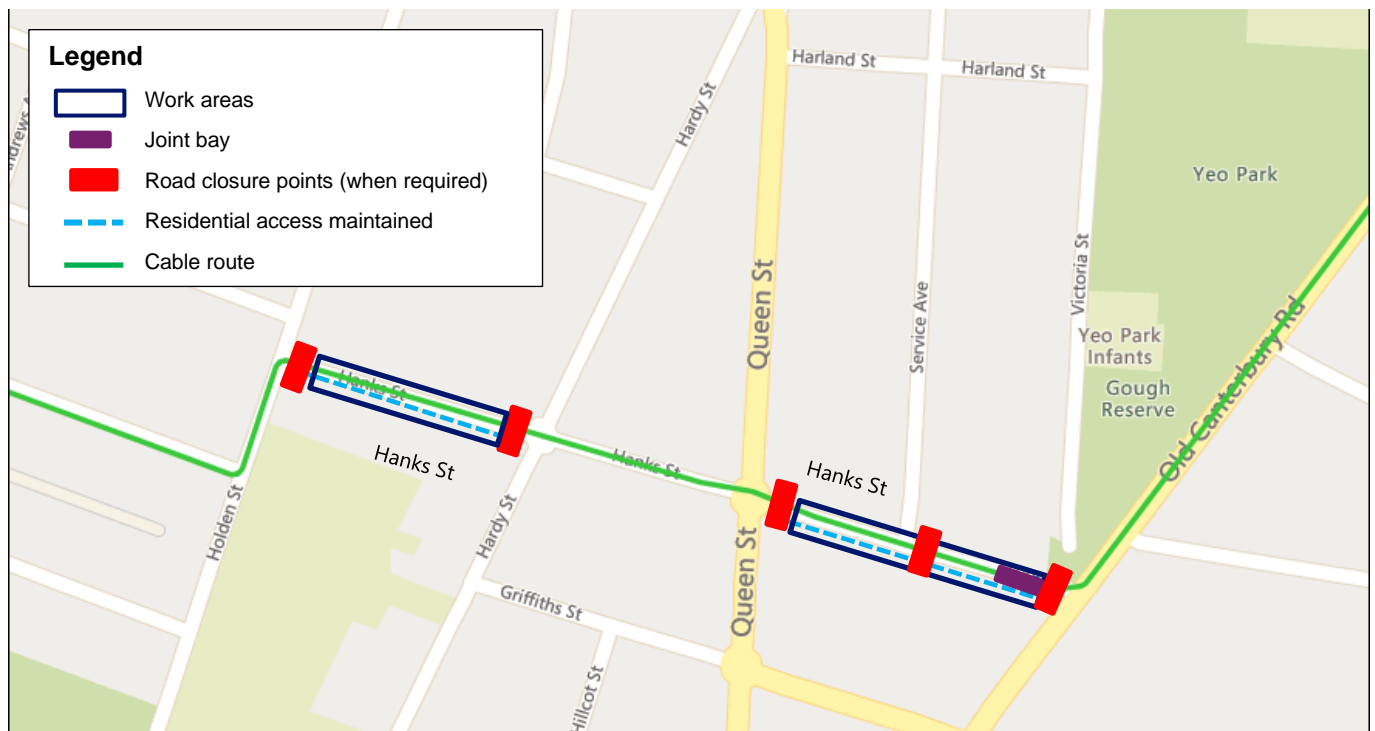 Legend
Work areas
Joint bay
Road closure points (when required)
Residential access maintained
Cable route
Harland St
Harland St
Hardy St
Yeo Park
Queen St
Service Ave
Victoria St
Yeo Park
Infants
Gough
Reserve
Old Canterbury Rd
Hanks St
Hanks St
Hanks St
Hanks St
Holden St
Hardy St
Queen St
Griffiths St
Hillcot St